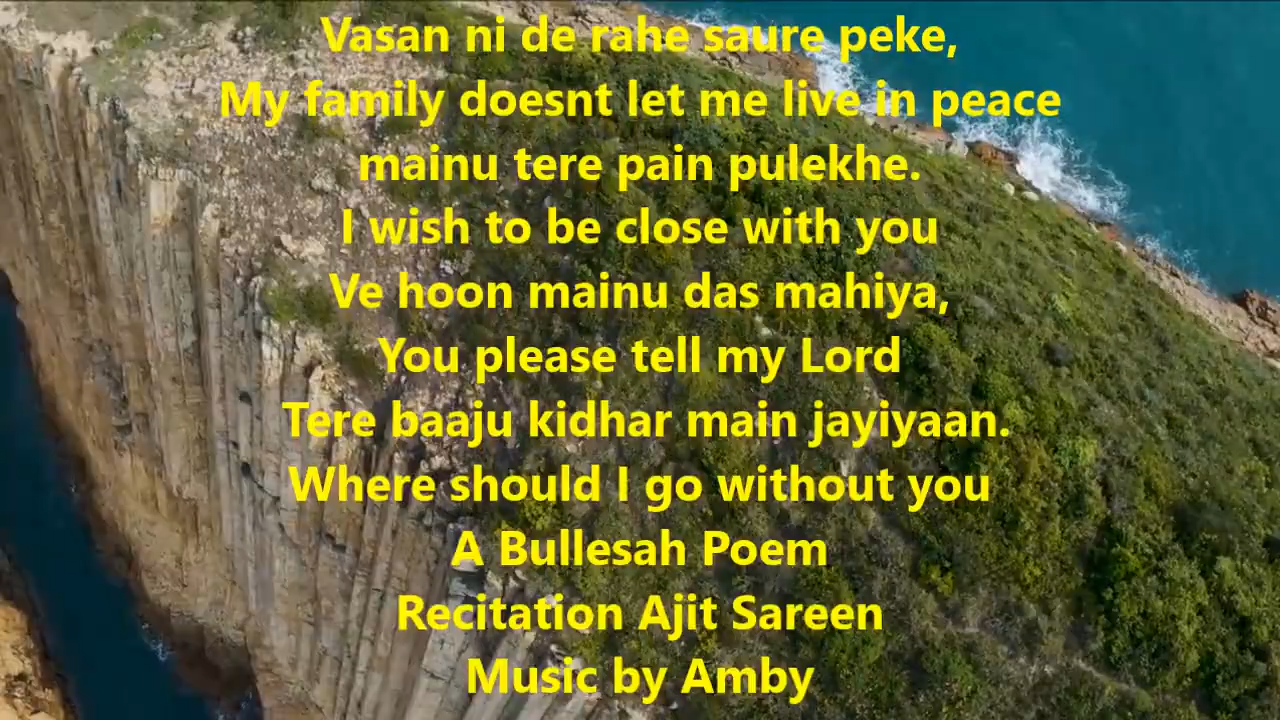 Vasan ni de rahe saure peke,
My family doesnt let me live in peace
mainu tere pain pulekhe.
I wish to be close with you
Ve hoon mainu das mahiya,
You please tell my Lord
Tere baaju kidhar main jayiyaan.
Where should I go without you
A Bullesah Poem
Recitation Ajit Sareen
Music by Amby